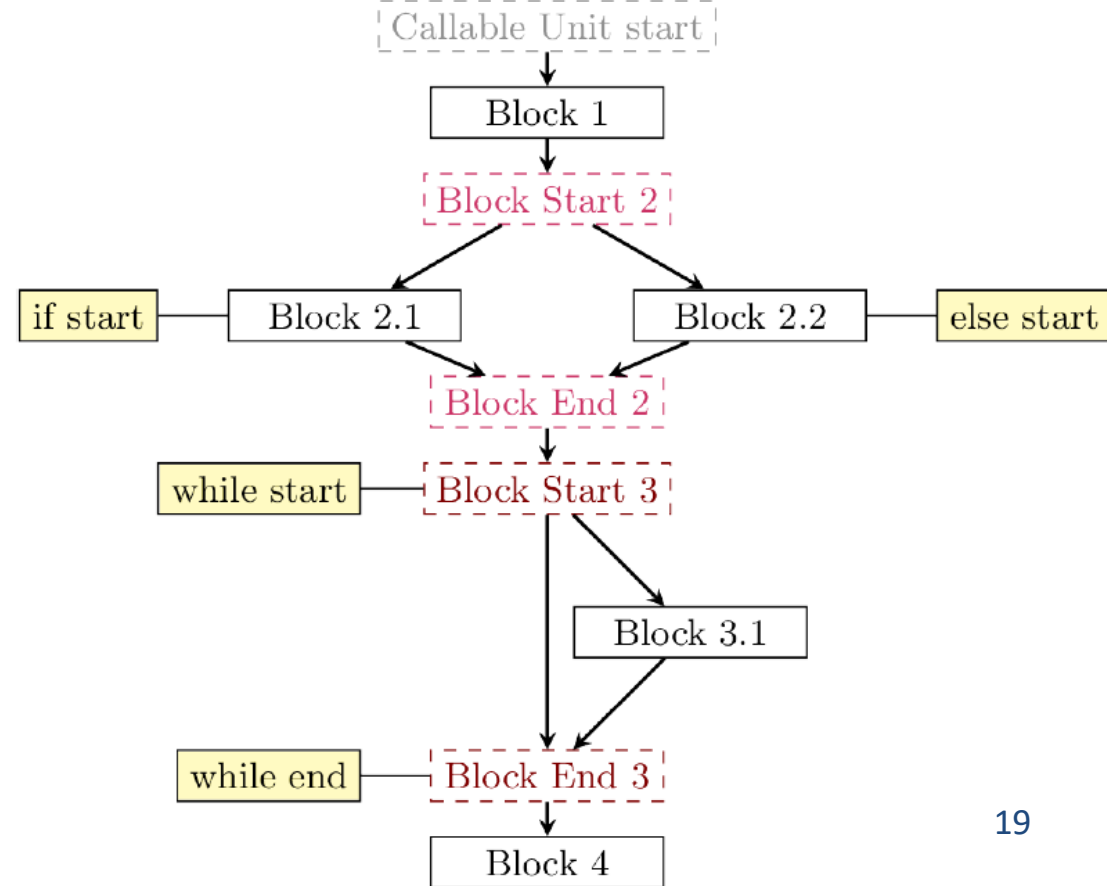 Callable Unit start
Block 1
Block Start 2
if start
Block 2.1
Block 2.2
else start
Block End 2
while start
Block Start 3
Block 3.1
while end
Block End 3
19
Block 4